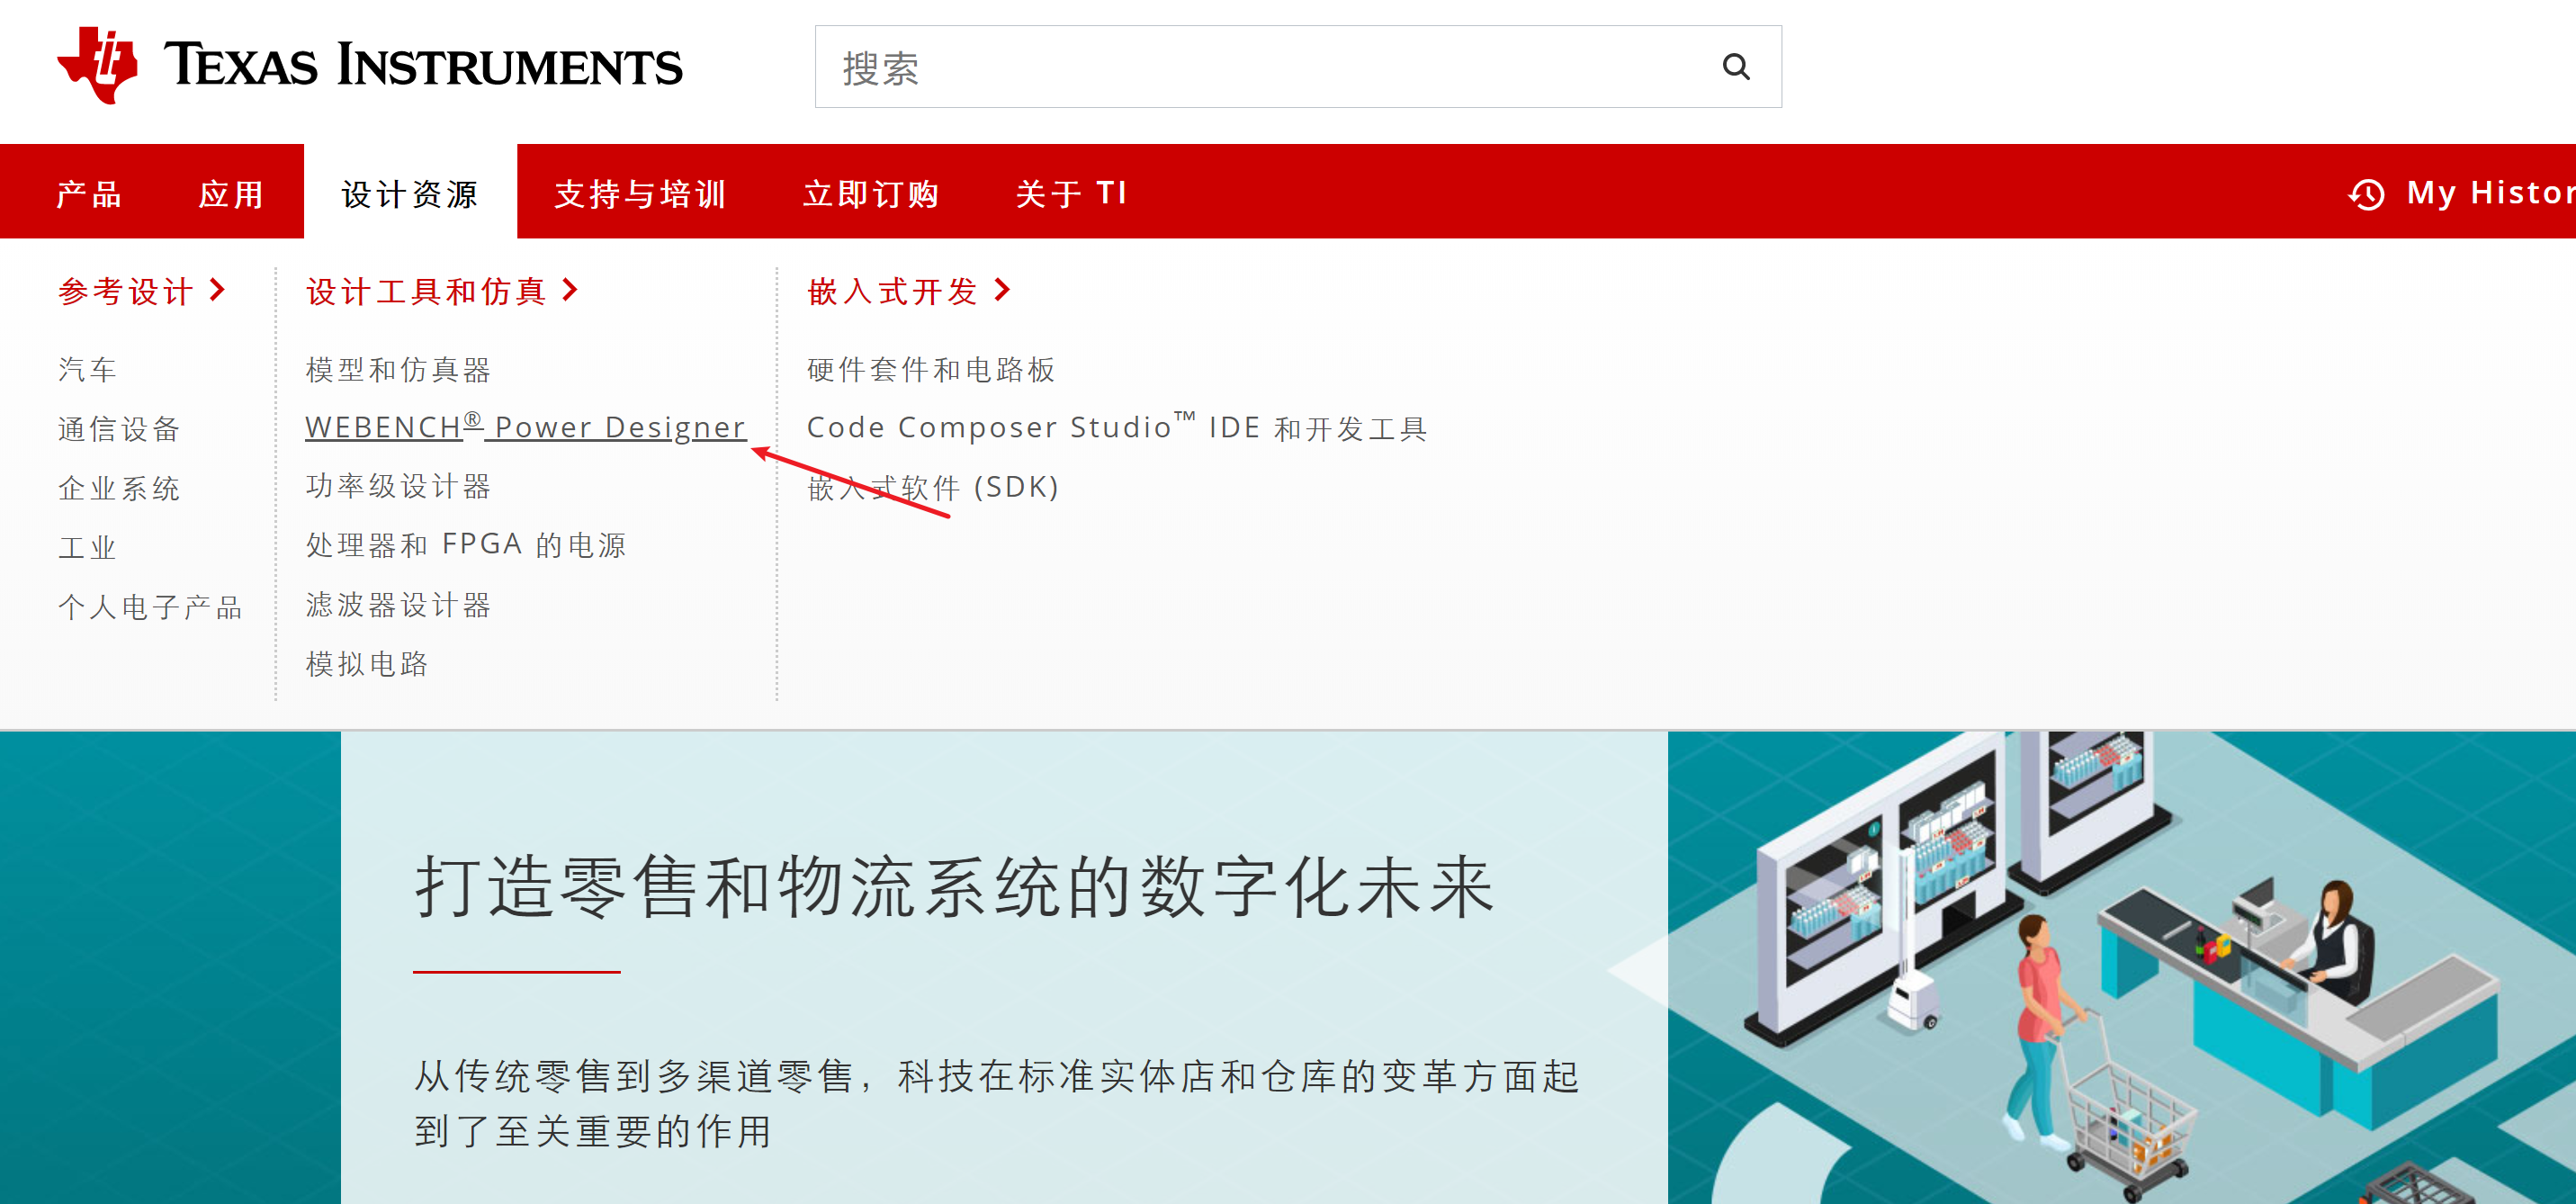 TEXAS INSTRUMENTS
搜索
产品 应用 设计资源 支持与培训 立即订购 关于 TI My Histor
参考设计
汽车
通信设备
企业系统
工业
个人电子产品
设计工具和仿真
模型和仿真器
WEBENCH® Power Designer
功率级设计器
处理器和 FPGA 的电源
滤波器设计器
模拟电路
嵌入式开发
硬件套件和电路板
Code Composer Studio™ IDE 和开发工具
嵌入式软件 (SDK)
打造零售和物流系统的数字化未来
从传统零售到多渠道零售，科技在标准实体店和仓库的变革方面起
到了至关重要的作用